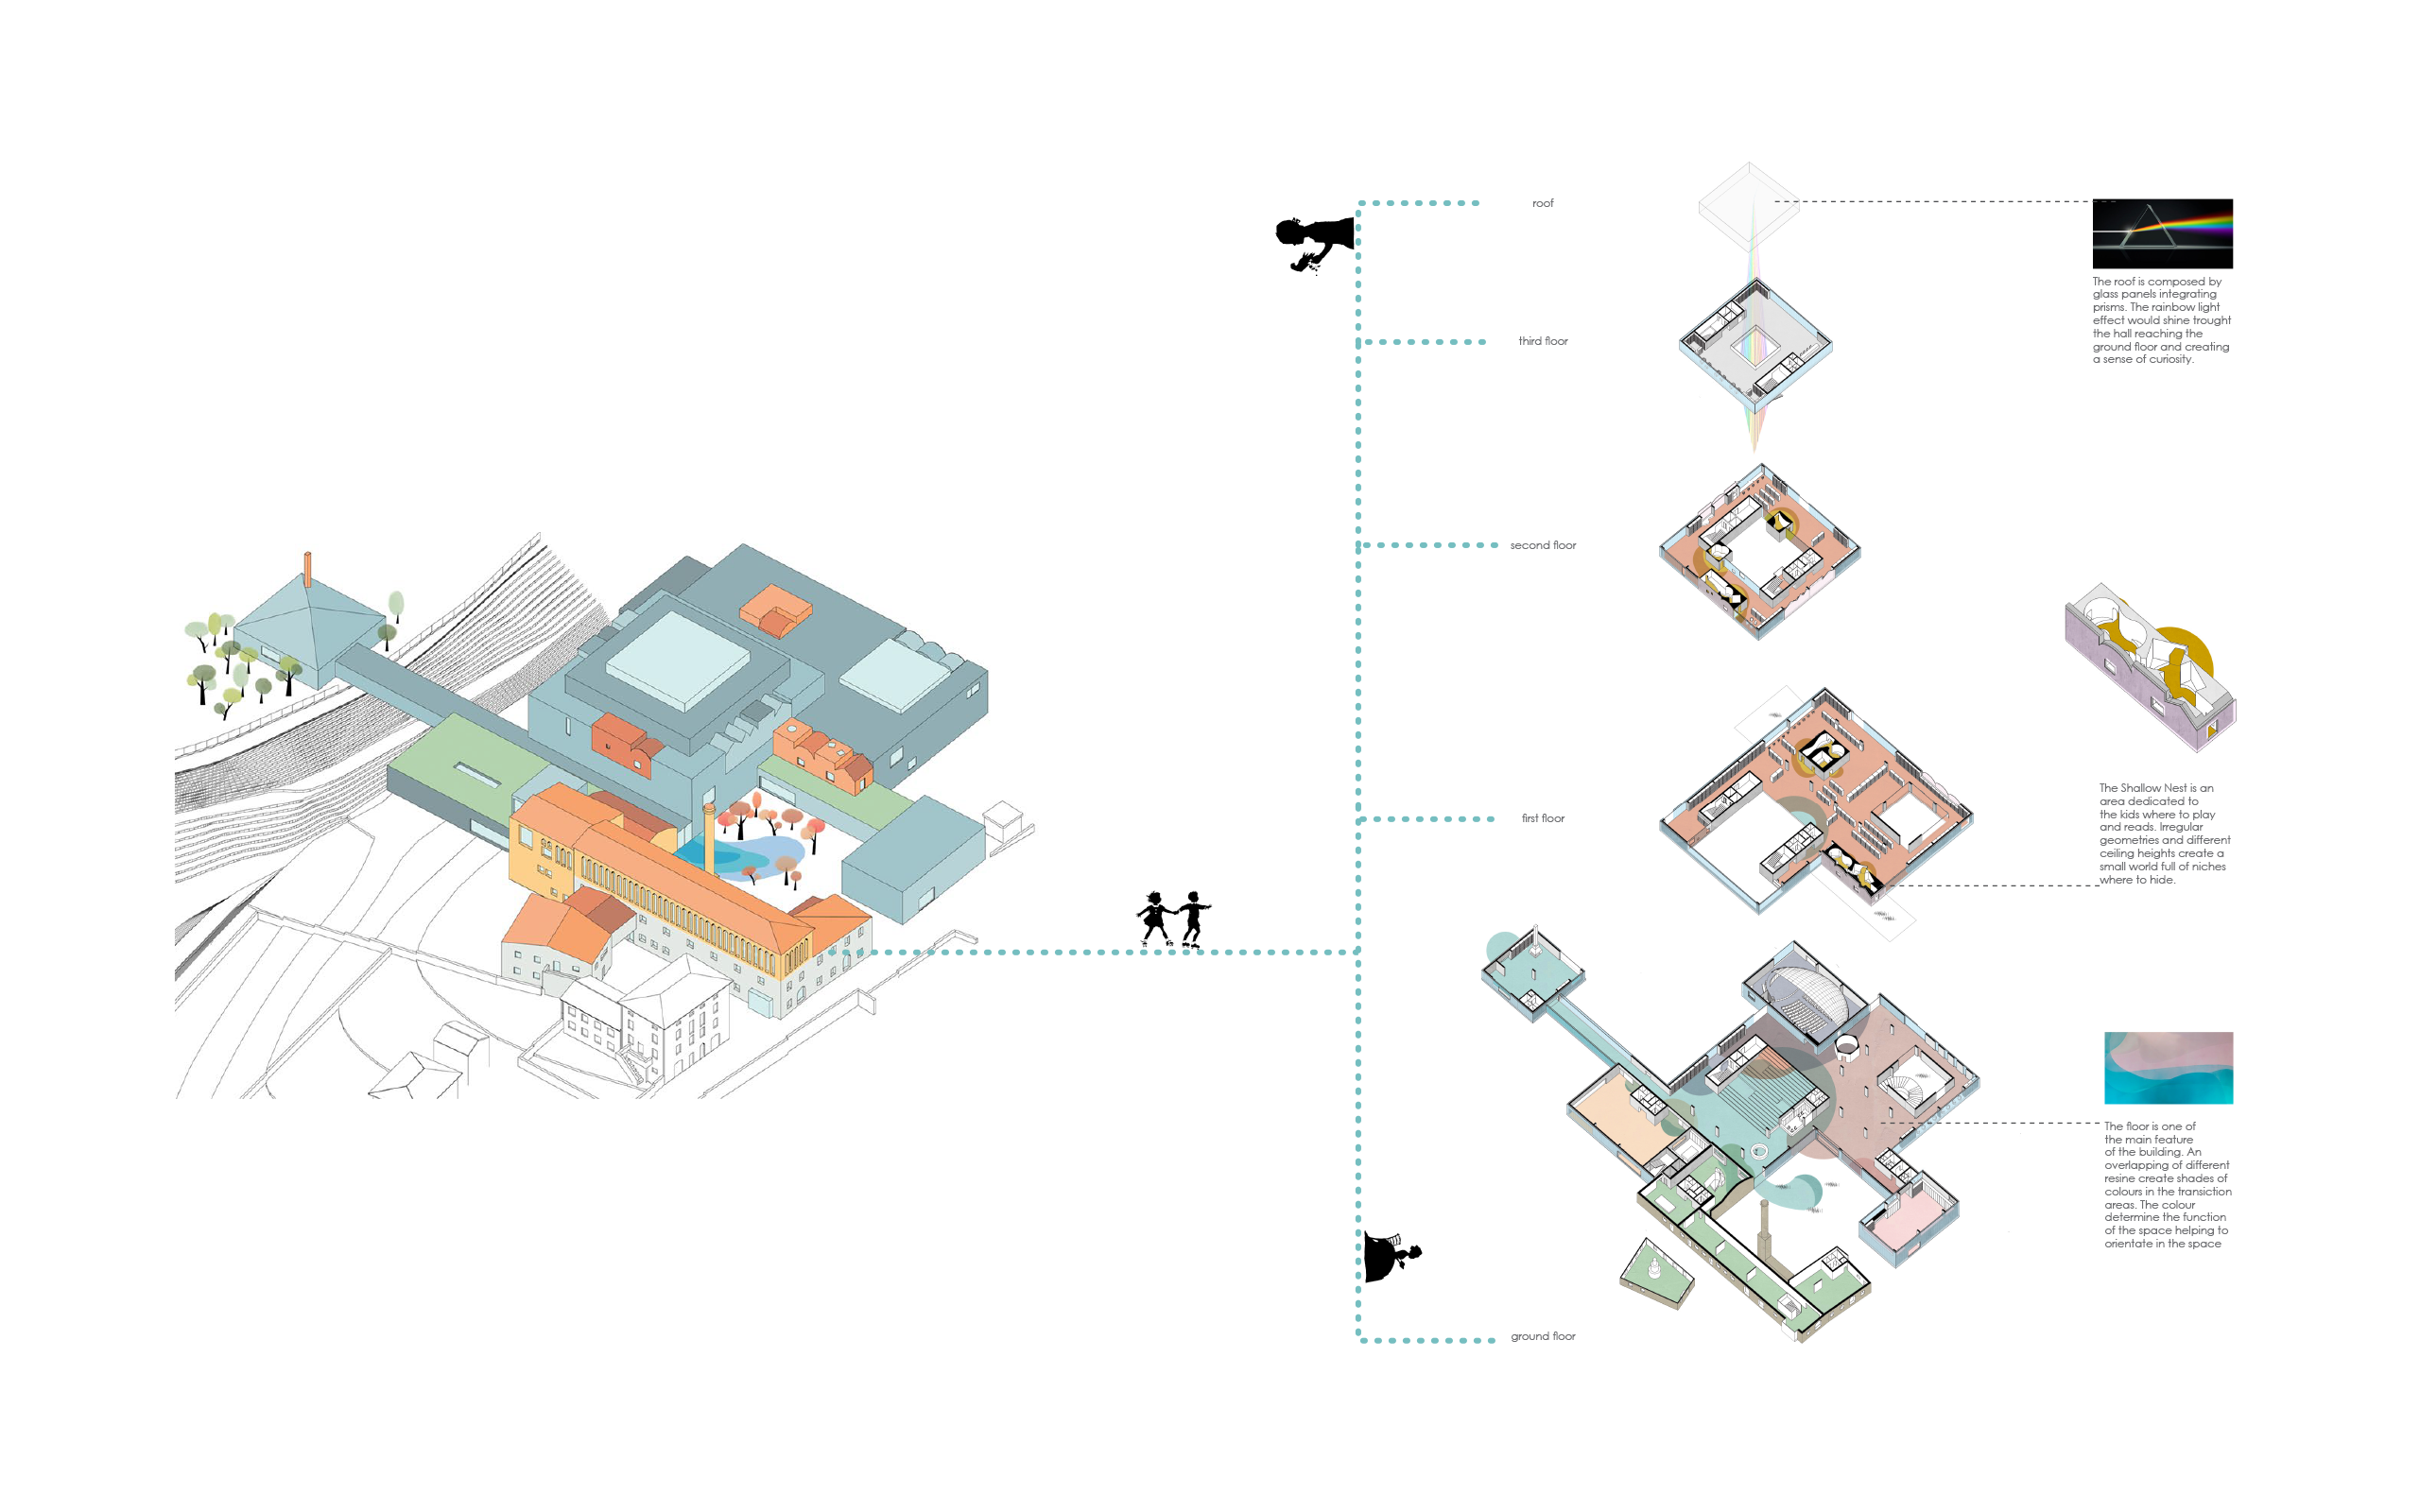 roof
The roof is composed by
glass panels integrating
prisms. The rainbow light
effect would shine trought
the hall reaching the
ground floor and creating
a sense of curiosity.
third floor
second floor
The Shallow Nest is an
area dedicated to
the kids where to play
and reads. Irregular
geometries and different
ceiling heights create a
small world full of niches
where to hide.
first floor
The floor is one of
the main feature
of the building. An
overlapping of different
resine create shades of
colours in the transiction
areas. The colour
determine the function
of the space helping to
orientate in the space
ground floor